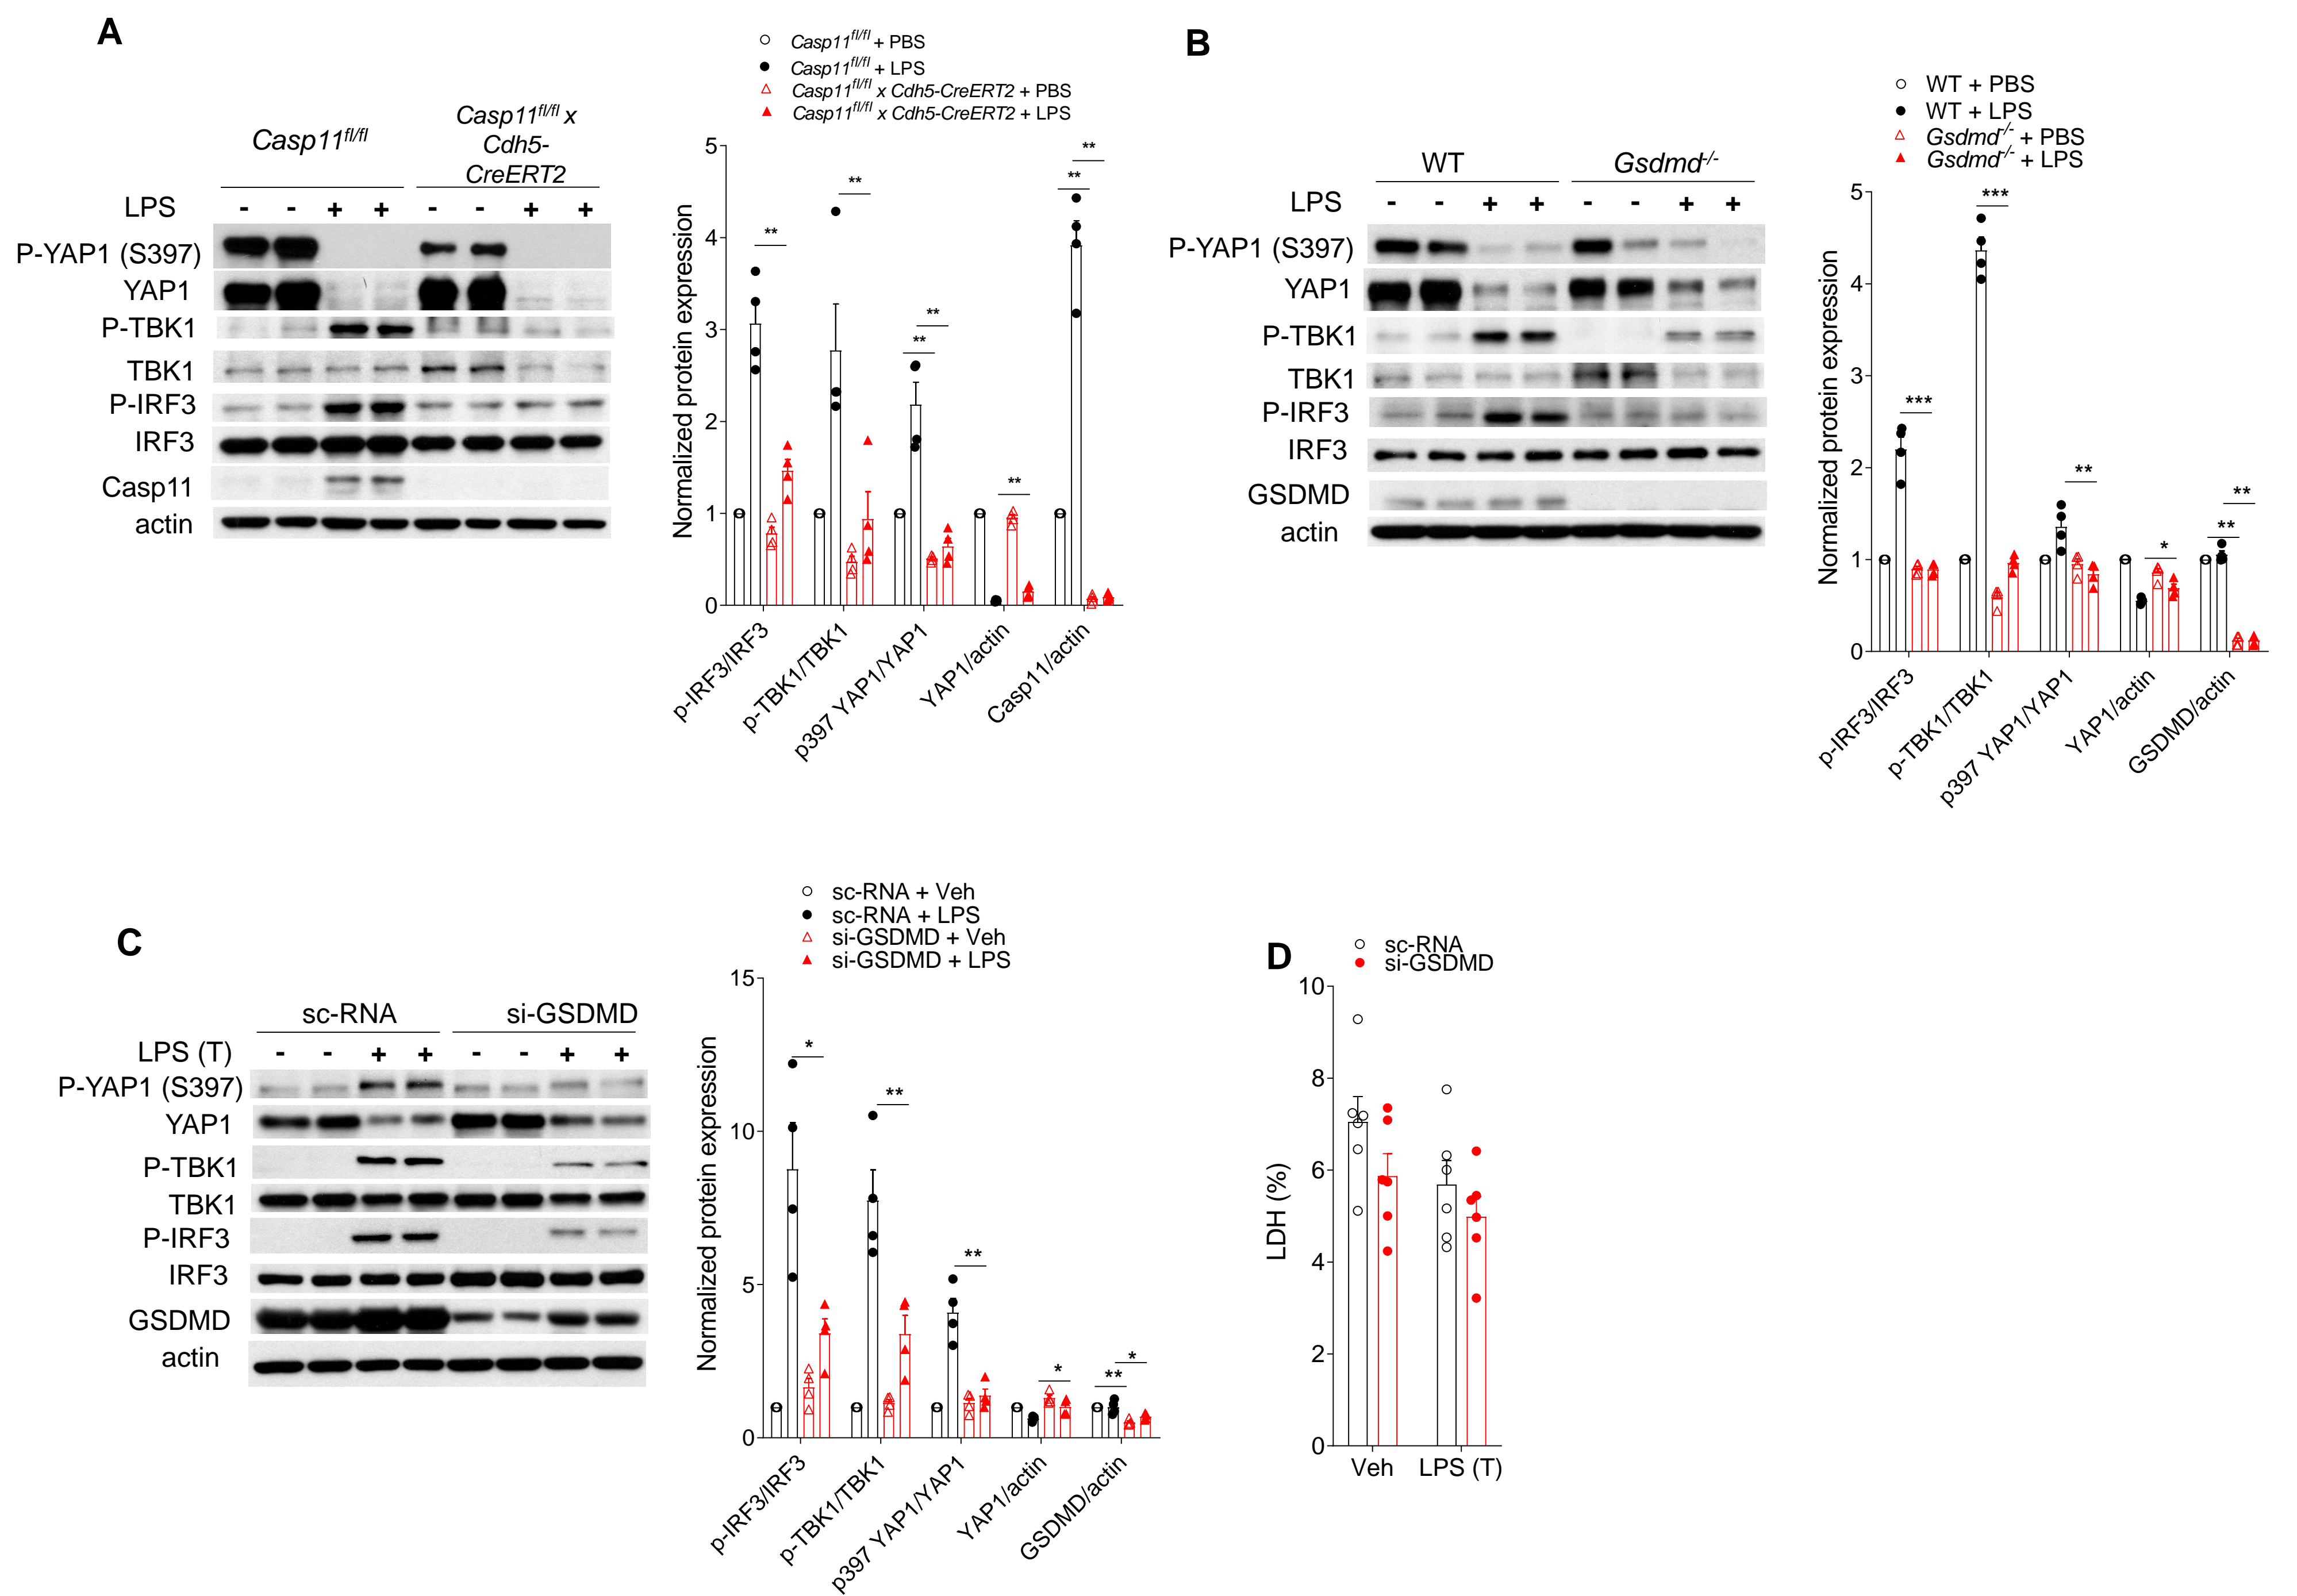 A
Casp11fl/fl + PBS
Casp11fl/fl + LPS
Casp11fl/fl x Cdh5-CreERT2 + PBS
Casp11fl/fl x Cdh5-CreERT2 + LPS
Casp11fl/fl
Casp11fl/fl x
Cdh5-
CreERT2
LPS - - + + - - + +
P-YAP1 (S397)
YAP1
P-TBK1
TBK1
P-IRF3
IRF3
Casp11
actin
Normalized protein expression
5
4
3
2
1
0
** ** ** ** ** ** **
p-IRF3/IRF3
p-TBK1/TBK1
p397 YAP1/YAP1
YAP1/actin
Casp11/actin
B
WT + PBS
WT + LPS
Gsdmd-/- + PBS
Gsdmd-/- + LPS
WT
Gsdmd-/-
LPS - - + + - - + +
P-YAP1 (S397)
YAP1
P-TBK1
TBK1
P-IRF3
IRF3
GSDMD
actin
Normalized protein expression
5
4
3
2
1
0
*** *** ** * ** **
p-IRF3/IRF3
p-TBK1/TBK1
p397 YAP1/YAP1
YAP1/actin
GSDMD/actin
C
sc-RNA + Veh
sc-RNA + LPS
si-GSDMD + Veh
si-GSDMD + LPS
sc-RNA
si-GSDMD
LPS (T) - - + + - - + +
P-YAP1 (S397)
YAP1
P-TBK1
TBK1
P-IRF3
IRF3
GSDMD
actin
Normalized protein expression
15
10
5
0
* ** ** * ** *
p-IRF3/IRF3
p-TBK1/TBK1
p397 YAP1/YAP1
YAP1/actin
GSDMD/actin
D
sc-RNA
si-GSDMD
LDH (%)
10
8
6
4
2
0
Veh
LPS (T)